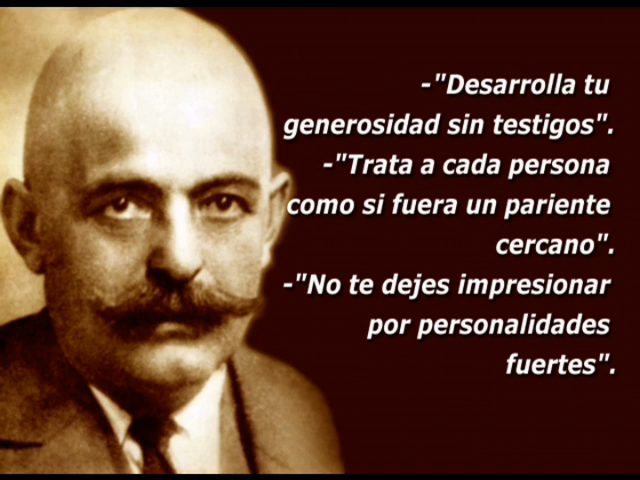 -"Desarrolla tu
generosidad sin testigos".
-"Trata a cada persona
como si fuera un pariente
cercano".
-"No te dejes impresionar
por personalidades
fuertes".